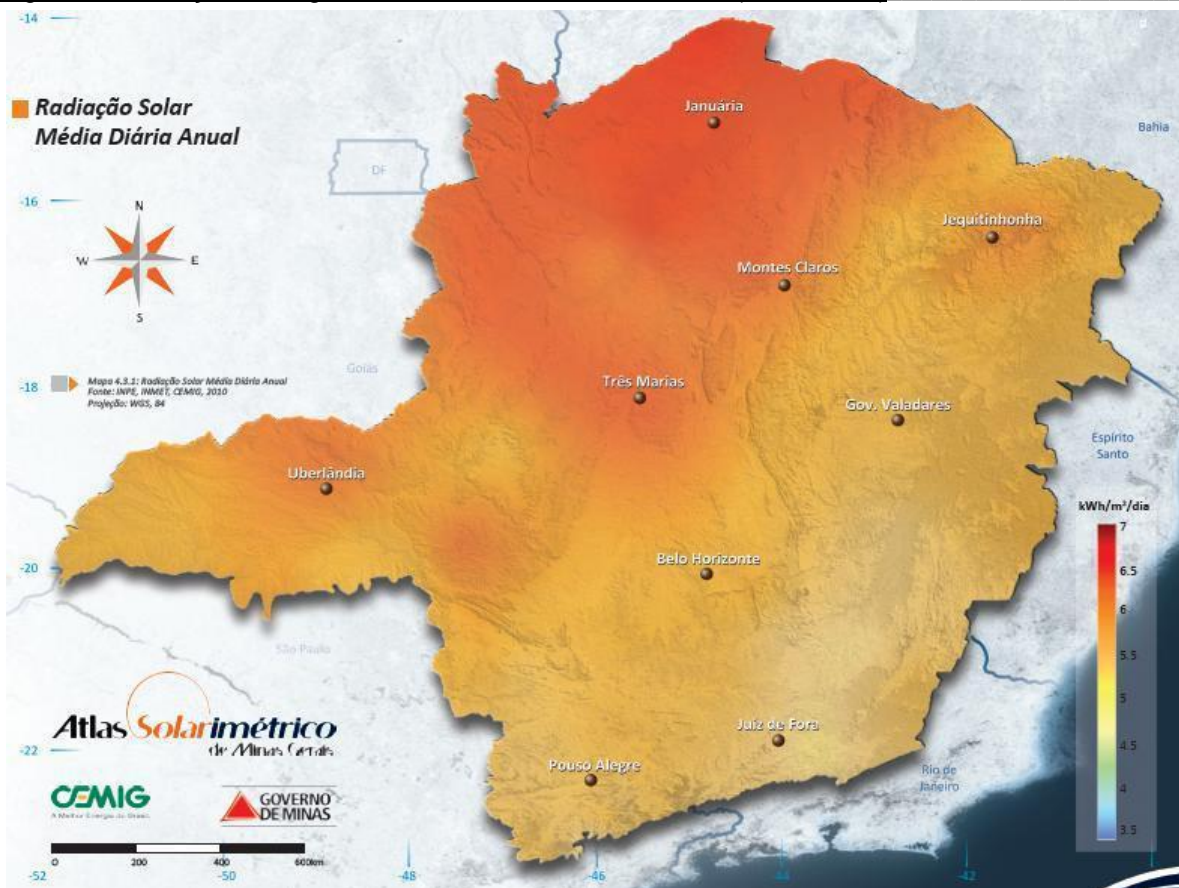 -14
Radiação Solar
Média Diária Anual
Januária
Bahia
DF
-16
N
W
E
S
Jequitinhonha
Montes Claros
Goiás
-18
Mapa 4.3.1: Radiação Solar Média Diária Anual
Fonte: INPE, INMET, CEMIG, 2010
Projeção: WGS, 84
Três Marias
Gov. Valadares
Espírito
Santo
Uberlândia
kWh/m²/dia
7
6.5
6
5.5
5
4.5
4
3.5
-20
Belo Horizonte
São Paulo
Atlas Solarimétrico
de Minas Gerais
-22
Juiz de Fora
Pouso Alegre
Rio de
Janeiro
CEMIG
A Melhor Energia do Brasil.
GOVERNO
DE MINAS
0
200
400
600km
-52
-50
-48
-46
-44
-42